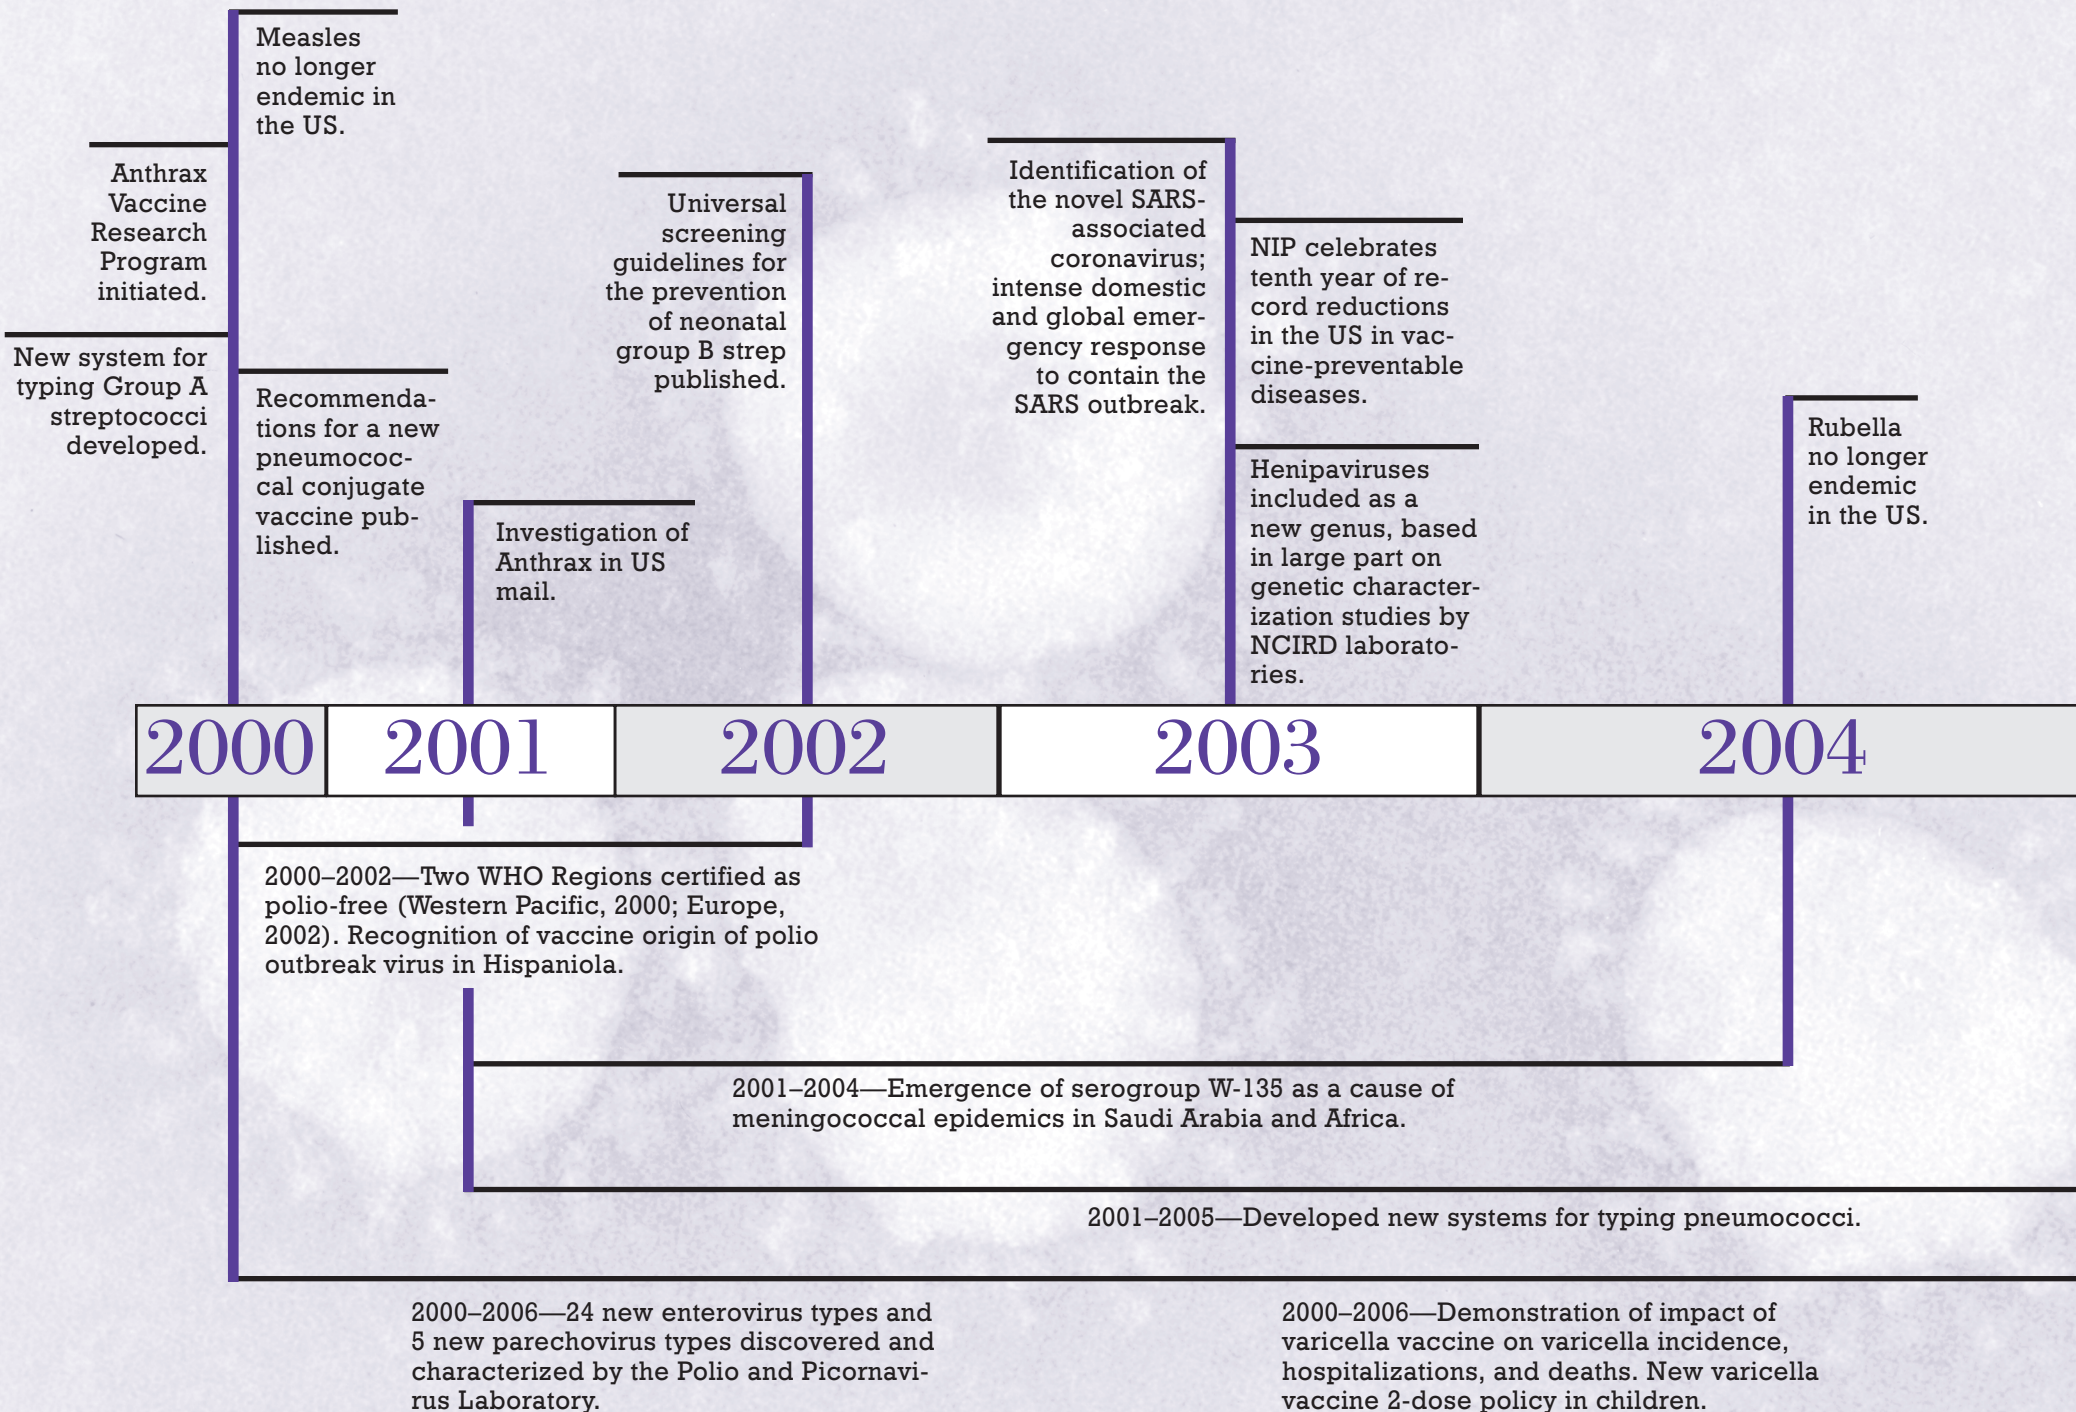 Measles
no longer
endemic in
the US.
Anthrax
Vaccine
Research
Program
initiated.
New system for
typing Group A
streptococci
developed.
Recommenda-
tions for a new
pneumococ-
cal conjugate
vaccine pub-
lished.
Investigation of
Anthrax in US
mail.
Universal
screening
guidelines for
the prevention
of neonatal
group B strep
published.
Identification of
the novel SARS-
associated
coronavirus;
intense domestic
and global emer-
gency response
to contain the
SARS outbreak.
NIP celebrates
tenth year of re-
cord reductions
in the US in vac-
cine-preventable
diseases.
Henipaviruses
included as a
new genus, based
in large part on
genetic character-
ization studies by
NCIRD laborato-
ries.
Rubella
no longer
endemic
in the US.
2000
2001
2002
2003
2004
2000–2002—Two WHO Regions certified as
polio-free (Western Pacific, 2000; Europe,
2002). Recognition of vaccine origin of polio
outbreak virus in Hispaniola.
2001–2004—Emergence of serogroup W-135 as a cause of
meningococcal epidemics in Saudi Arabia and Africa.
2001–2005—Developed new systems for typing pneumococci.
2000–2006—24 new enterovirus types and
5 new parechovirus types discovered and
characterized by the Polio and Picornavi-
rus Laboratory.
2000–2006—Demonstration of impact of
varicella vaccine on varicella incidence,
hospitalizations, and deaths. New varicella
vaccine 2-dose policy in children.